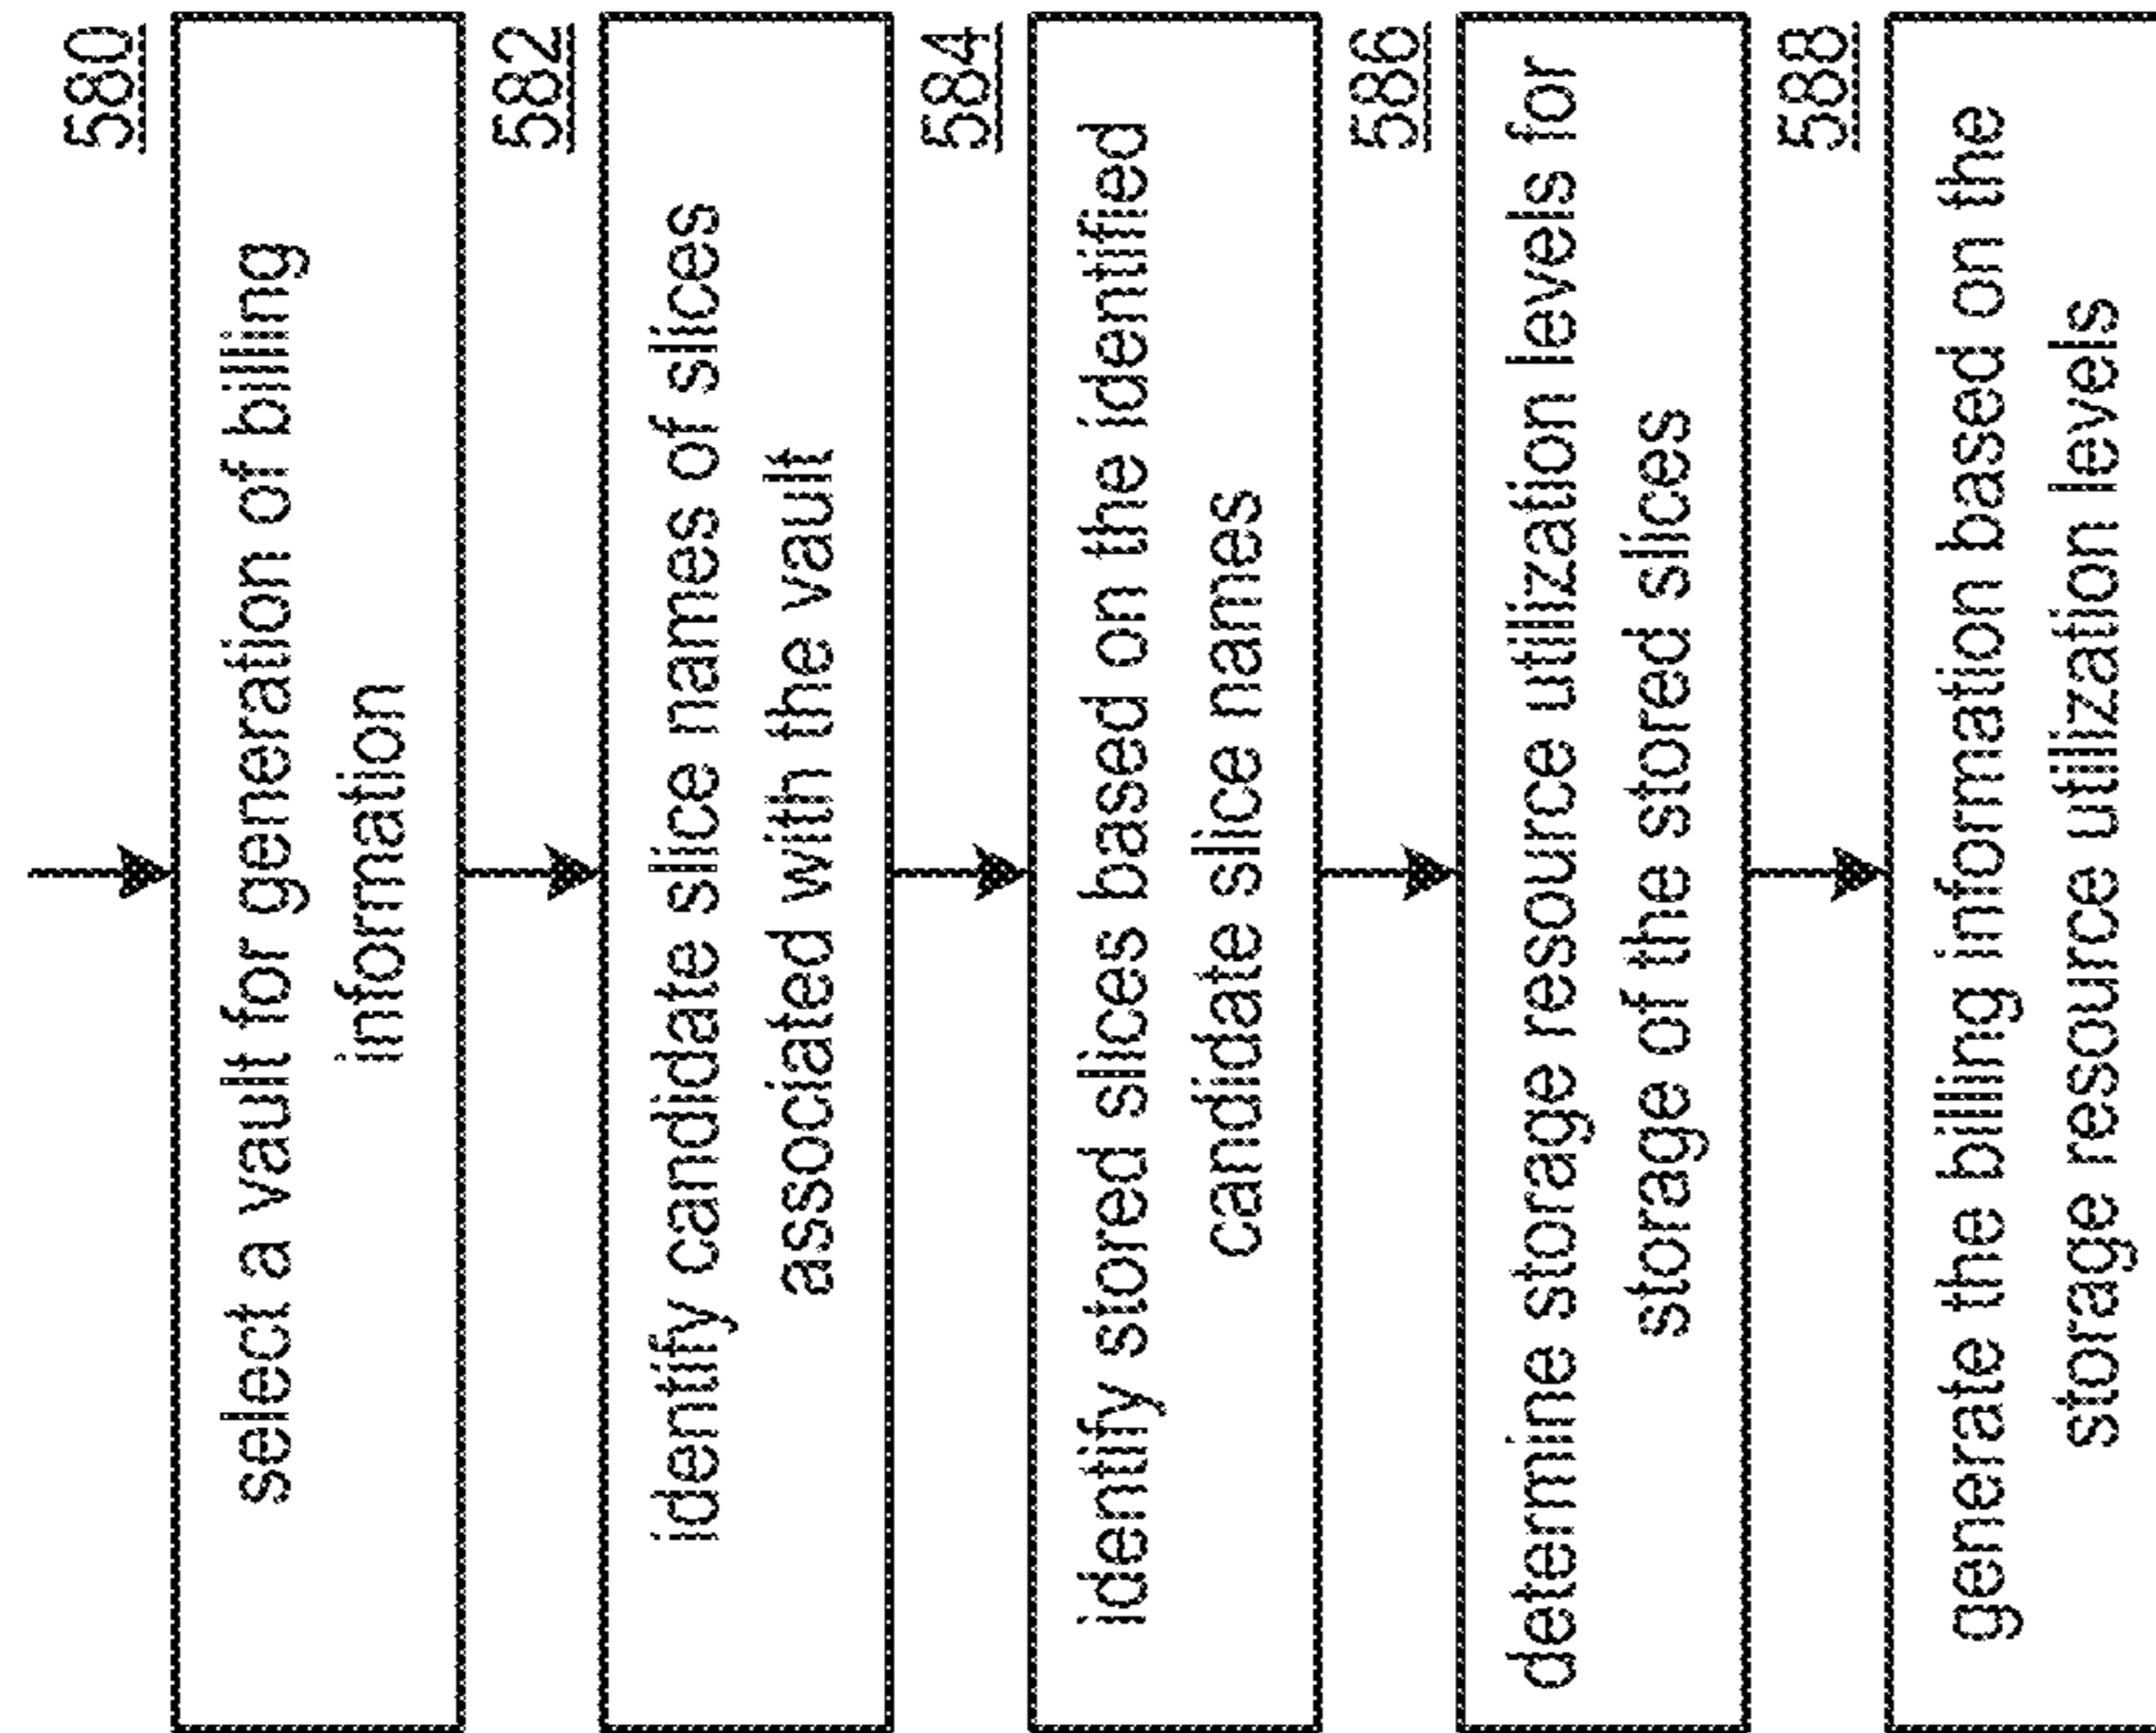 580
select a vault for generation of billing
information
582
identify candidate slice names of slices
associated with the vault
584
identify stored slices based on the identified
candidate slice names
586
determine storage resource utilization levels for
storage of the stored slices
588
generate the billing information based on the
storage resource utilization levels